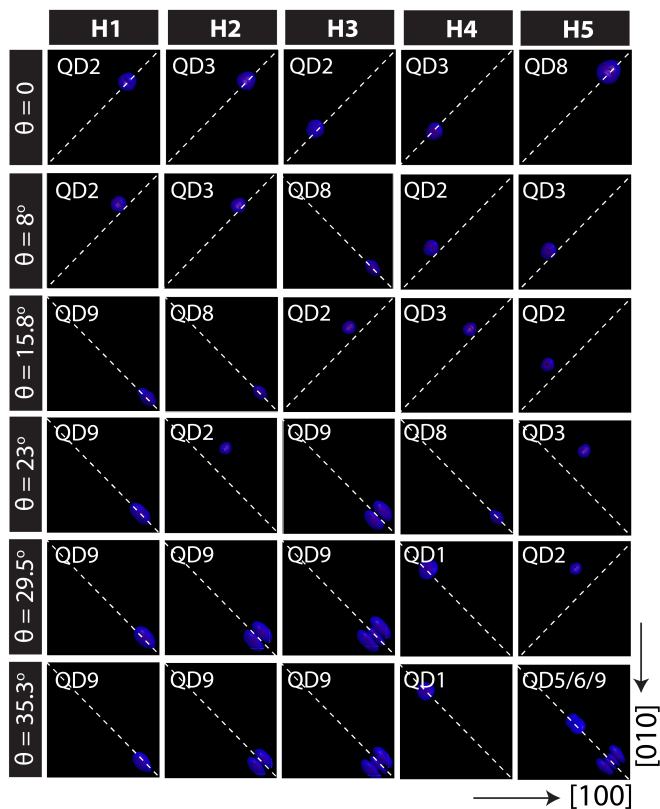 H1 H2 H3 H4 H5
θ = 0
QD2 QD3 QD2 QD3 QD8
θ = 8°
QD2 QD3 QD8 QD2 QD3
θ = 15.8°
QD9 QD8 QD2 QD3 QD2
θ = 23°
QD9 QD2 QD9 QD8 QD3
θ = 29.5°
QD9 QD9 QD9 QD1 QD2
θ = 35.3°
QD9 QD9 QD9 QD1 QD5/6/9
[010]
[100]